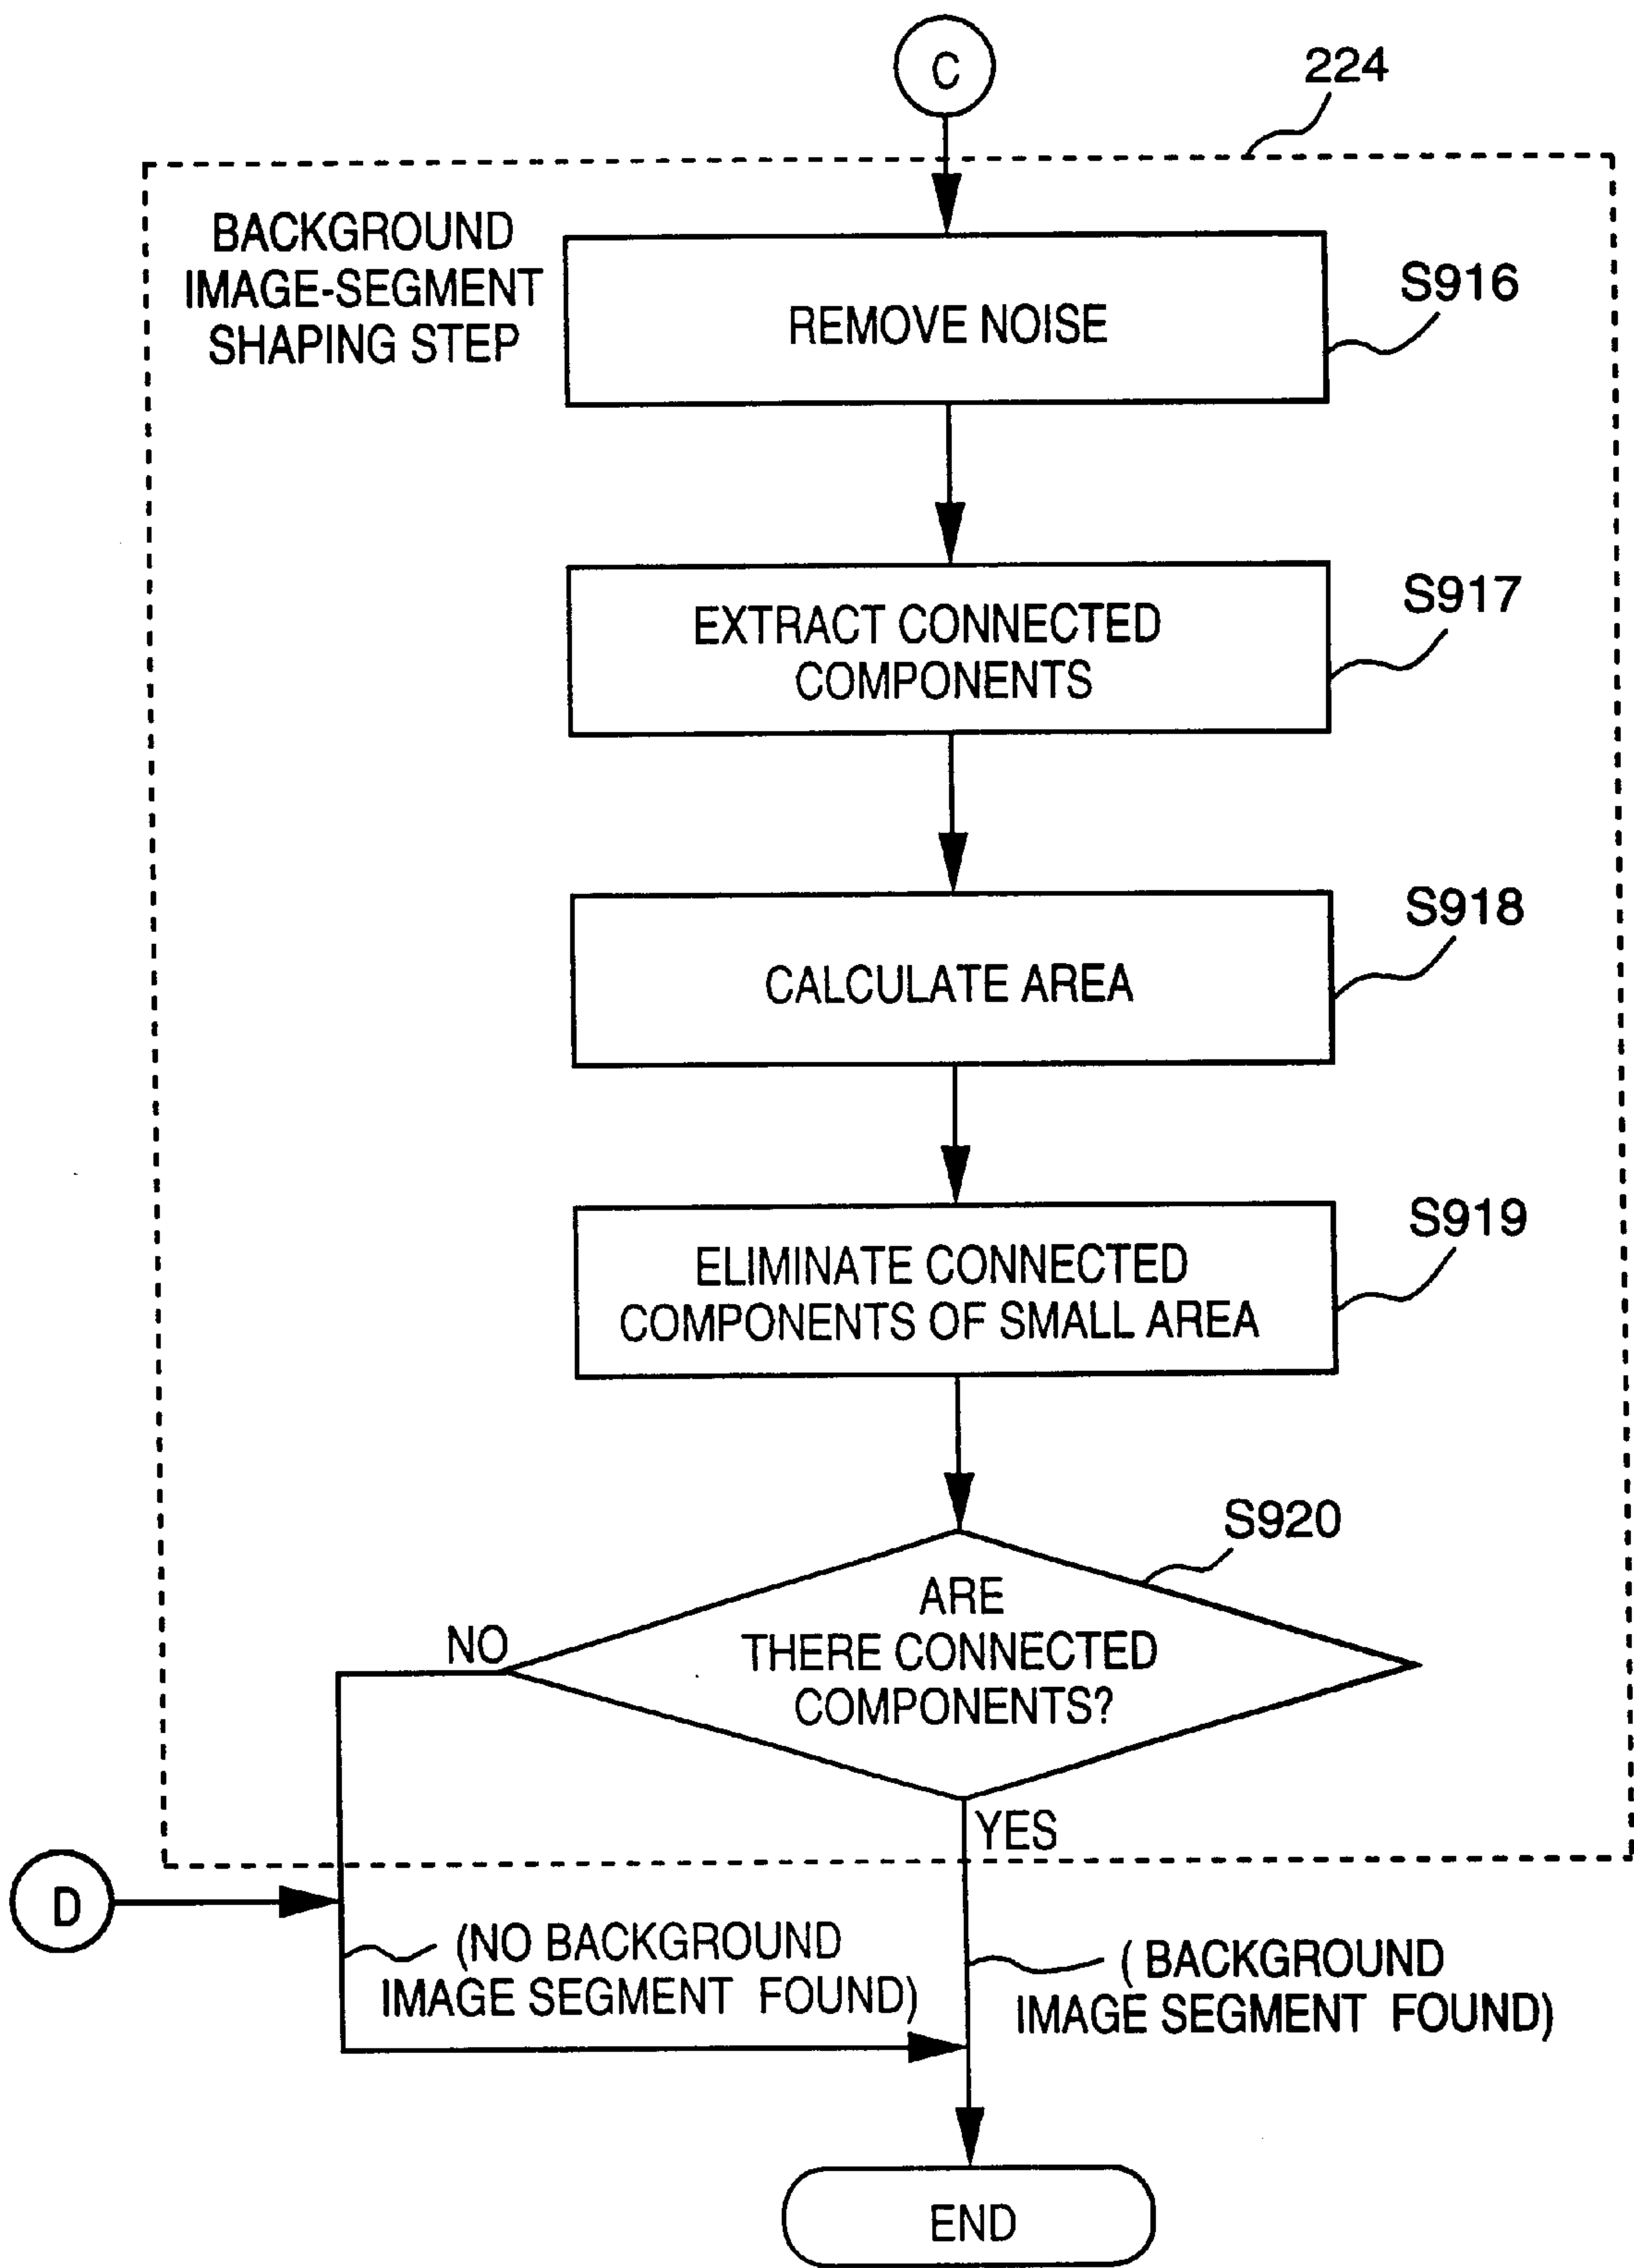 C
224
BACKGROUND
IMAGE-SEGMENT
SHAPING STEP
REMOVE NOISE
S916
EXTRACT CONNECTED
COMPONENTS
S917
CALCULATE AREA
S918
ELIMINATE CONNECTED
COMPONENTS OF SMALL AREA
S919
S920
ARE
THERE CONNECTED
COMPONENTS?
NO
YES
D
(NO BACKGROUND
IMAGE SEGMENT FOUND)
( BACKGROUND
IMAGE SEGMENT FOUND)
END